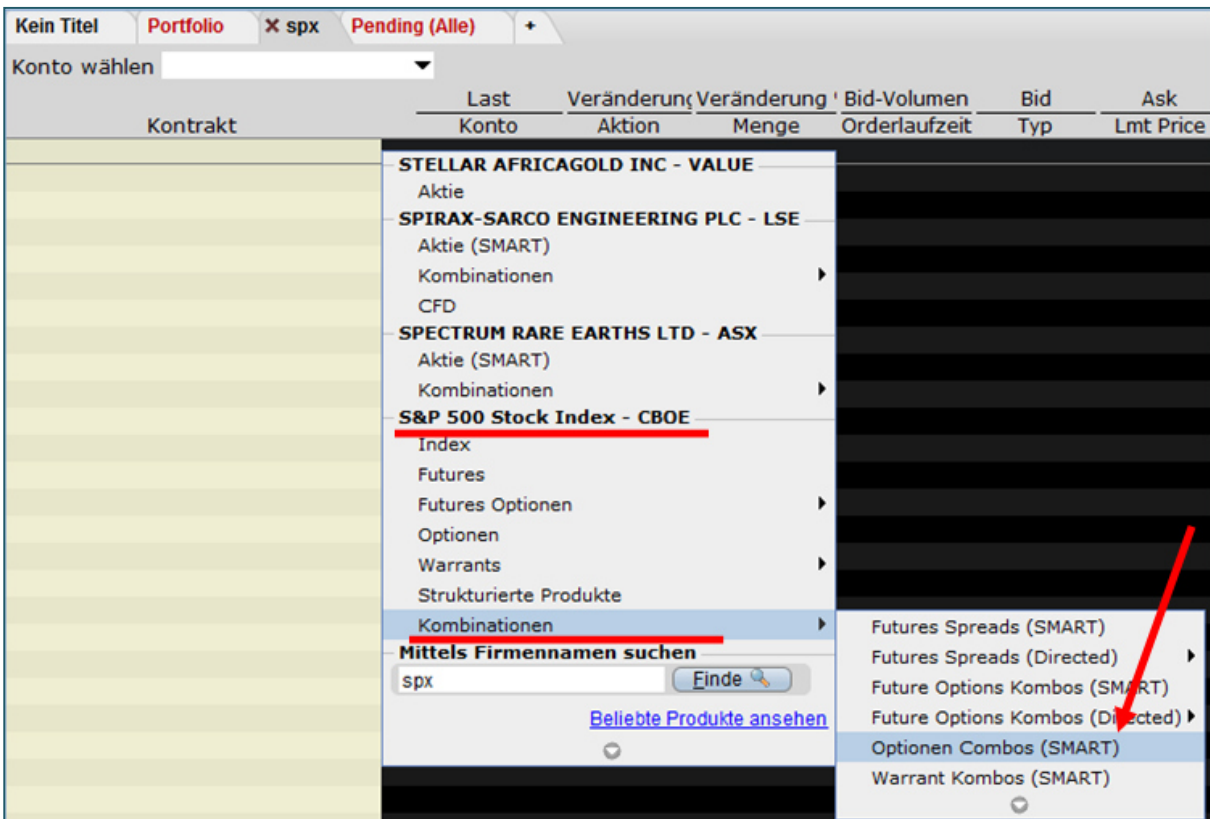 Kein Titel Portfolio X spx Pending (Alle) +
Konto wählen
Last Veränderung Veränderung ' Bid-Volumen Bid Ask
Kontrakt Konto Aktion Menge Orderlaufzeit Typ Lmt Price
STELLAR AFRICAGOLD INC - VALUE
Aktie
SPIRAX-SARCO ENGINEERING PLC - LSE
Aktie (SMART)
Kombinationen
CFD
SPECTRUM RARE EARTHS LTD - ASX
Aktie (SMART)
Kombinationen
S&P 500 Stock Index - CBOE
Index
Futures
Futures Optionen
Optionen
Warrants
Strukturierte Produkte
Kombinationen
Mittels Firmennamen suchen
spx Finde
Beliebte Produkte ansehen
Futures Spreads (SMART)
Futures Spreads (Directed)
Future Options Kombos (SMART)
Future Options Kombos (Directed)
Optionen Combos (SMART)
Warrant Kombos (SMART)